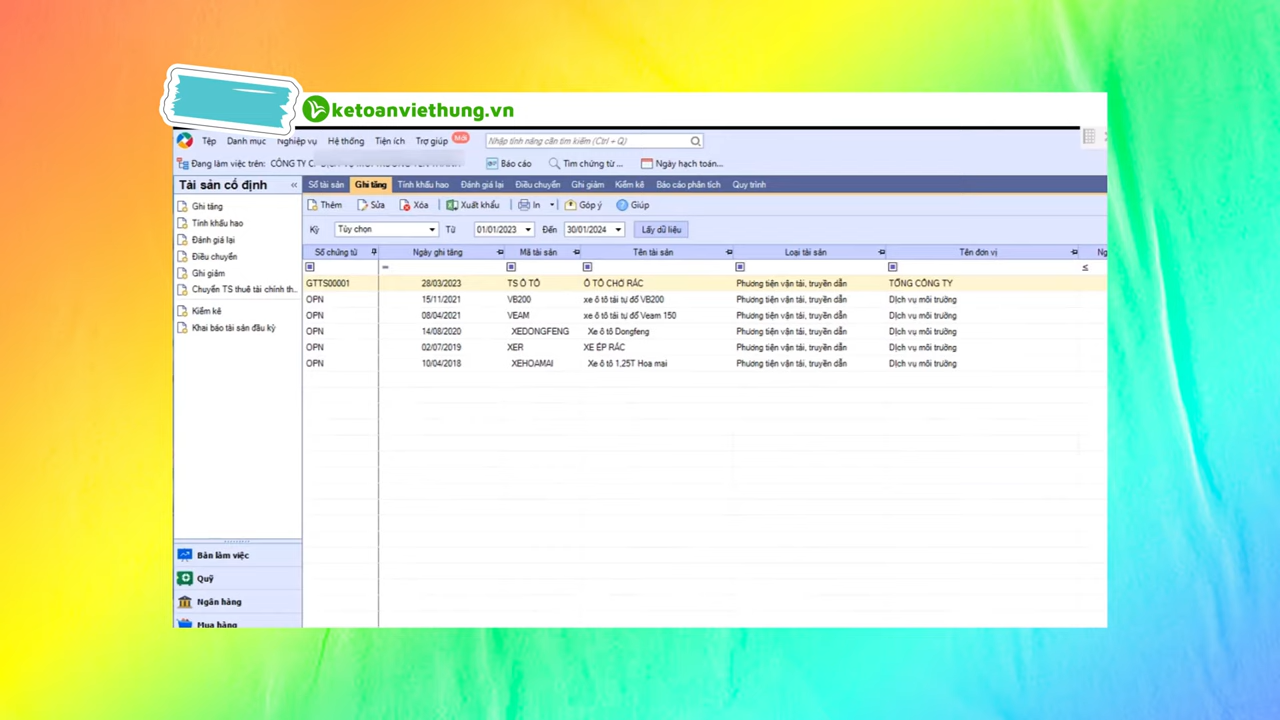 ketoanviethung.vn
Tệp Danh mục Nghiệp vụ Hệ thống Tiện ích Trợ giúp Mới Nhập tính năng cần tìm kiếm (Ctrl + Q)
Đang làm việc trên: CÔNG TY C. Báo cáo Tìm chứng từ ... Ngày hạch toán...
Tài sản cố định « Sổ tài sản Ghi tăng Tính khấu hao Đánh giá lại Điều chuyển Ghi giảm Kiểm kê Báo cáo phân tích Quy trình
Ghi tăng
Tính khấu hao
Đánh giá lại
Điều chuyển
Ghi giảm
Chuyển TS thuê tài chính th..
Kiểm kê
Khai báo tài sản đầu kỳ
Thêm Sửa Xóa Xuất khẩu In Góp ý Giúp
Kỳ Tùy chọn Từ 01/01/2023 Đến 30/01/2024 Lấy dữ liệu
Số chứng từ Ngày ghi tăng Mã tài sản Tên tài sản Loại tài sản Tên đơn vị Ng
= ≤
GTTS00001 28/03/2023 TS Ô TÔ Ô TÔ CHỞ RÁC Phương tiện vận tải, truyền dẫn TỔNG CÔNG TY
OPN 15/11/2021 VB200 xe ô tô tải tự đổ VB200 Phương tiện vận tải, truyền dẫn Dịch vụ môi trường
OPN 08/04/2021 VEAM xe ô tô tải tự đổ Veam 150 Phương tiện vận tải, truyền dẫn Dịch vụ môi trường
OPN 14/08/2020 XEDONGFENG Xe ô tô Dongfeng Phương tiện vận tải, truyền dẫn Dịch vụ môi trường
OPN 02/07/2019 XER XE ÉP RÁC Phương tiện vận tải, truyền dẫn Dịch vụ môi trường
OPN 10/04/2018 XEHOAMAI Xe ô tô 1,25T Hoa mai Phương tiện vận tải, truyền dẫn Dịch vụ môi trường
Bàn làm việc
Quỹ
Ngân hàng
Mua hàng